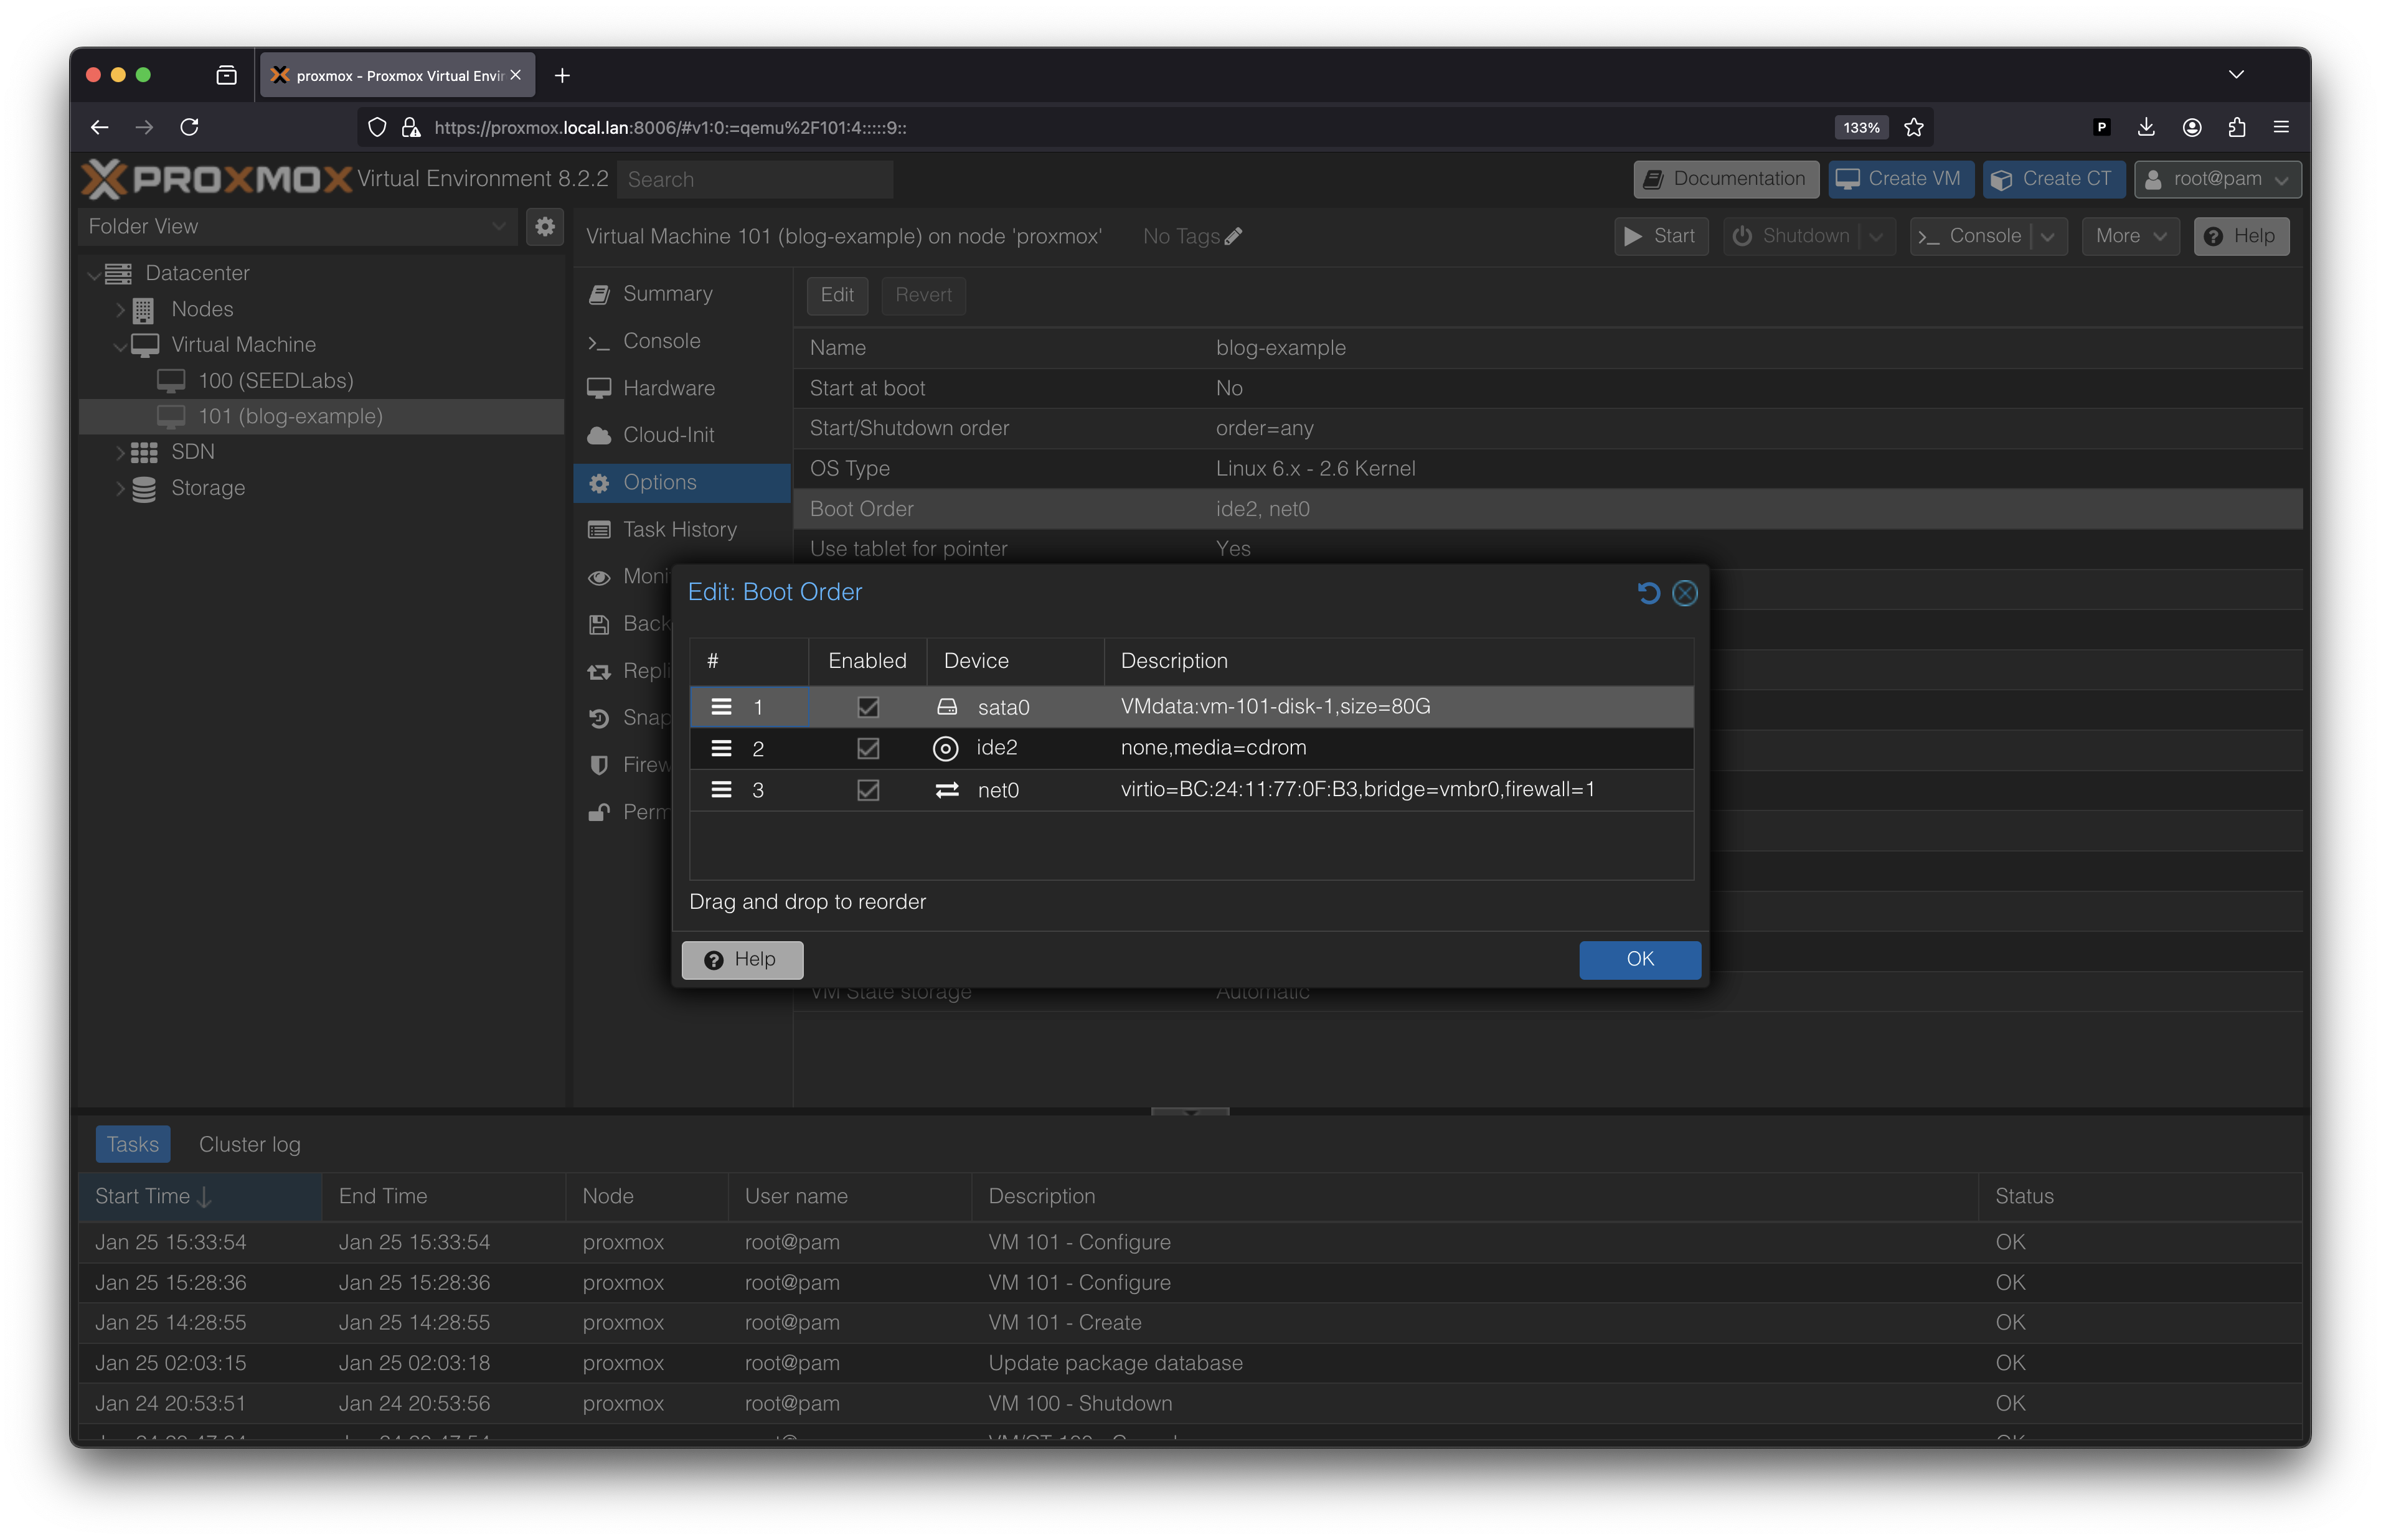 proxmox - Proxmox Virtual Envir
https://proxmox.local.lan:8006/#v1:0:=qemu%2F101:4:::::9::
133%
P
PROXMOX Virtual Environment 8.2.2
Search
Documentation
Create VM
Create CT
root@pam
Folder View
Virtual Machine 101 (blog-example) on node 'proxmox'
No Tags
Start
Shutdown
Console
More
Help
Datacenter
Nodes
Virtual Machine
100 (SEEDLabs)
101 (blog-example)
SDN
Storage
Summary
Console
Hardware
Cloud-Init
Options
Task History
Moni
Back
Repli
Snap
Firew
Perm
Edit
Revert
Name blog-example
Start at boot No
Start/Shutdown order order=any
OS Type Linux 6.x - 2.6 Kernel
Boot Order ide2, net0
Use tablet for pointer Yes
Edit: Boot Order
# Enabled Device Description
1 sata0 VMdata:vm-101-disk-1,size=80G
2 ide2 none,media=cdrom
3 net0 virtio=BC:24:11:77:0F:B3,bridge=vmbr0,firewall=1
Drag and drop to reorder
Help
OK
VM State storage Automatic
Tasks
Cluster log
Start Time End Time Node User name Description Status
Jan 25 15:33:54 Jan 25 15:33:54 proxmox root@pam VM 101 - Configure OK
Jan 25 15:28:36 Jan 25 15:28:36 proxmox root@pam VM 101 - Configure OK
Jan 25 14:28:55 Jan 25 14:28:55 proxmox root@pam VM 101 - Create OK
Jan 25 02:03:15 Jan 25 02:03:18 proxmox root@pam Update package database OK
Jan 24 20:53:51 Jan 24 20:53:56 proxmox root@pam VM 100 - Shutdown OK